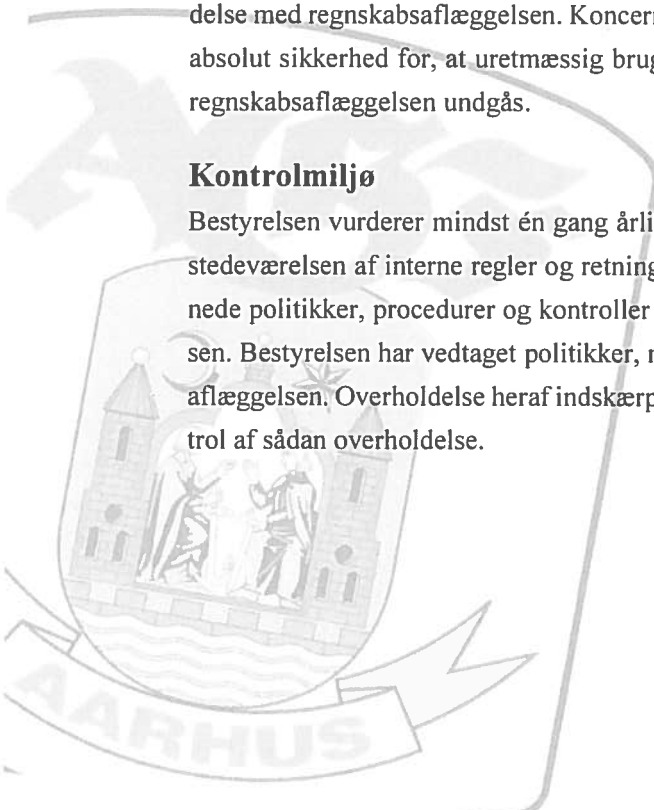 delse med regnskabsaflæggelsen. Koncer
absolut sikkerhed for, at uretmæssig brug
regnskabsaflæggelsen undgås.
Kontrolmiljø
Bestyrelsen vurderer mindst én gang årli
stedeværelsen af interne regler og retning
nede politikker, procedurer og kontroller
sen. Bestyrelsen har vedtaget politikker, n
aflæggelsen. Overholdelse heraf indskærp
trol af sådan overholdelse.
AGF
AARHUS